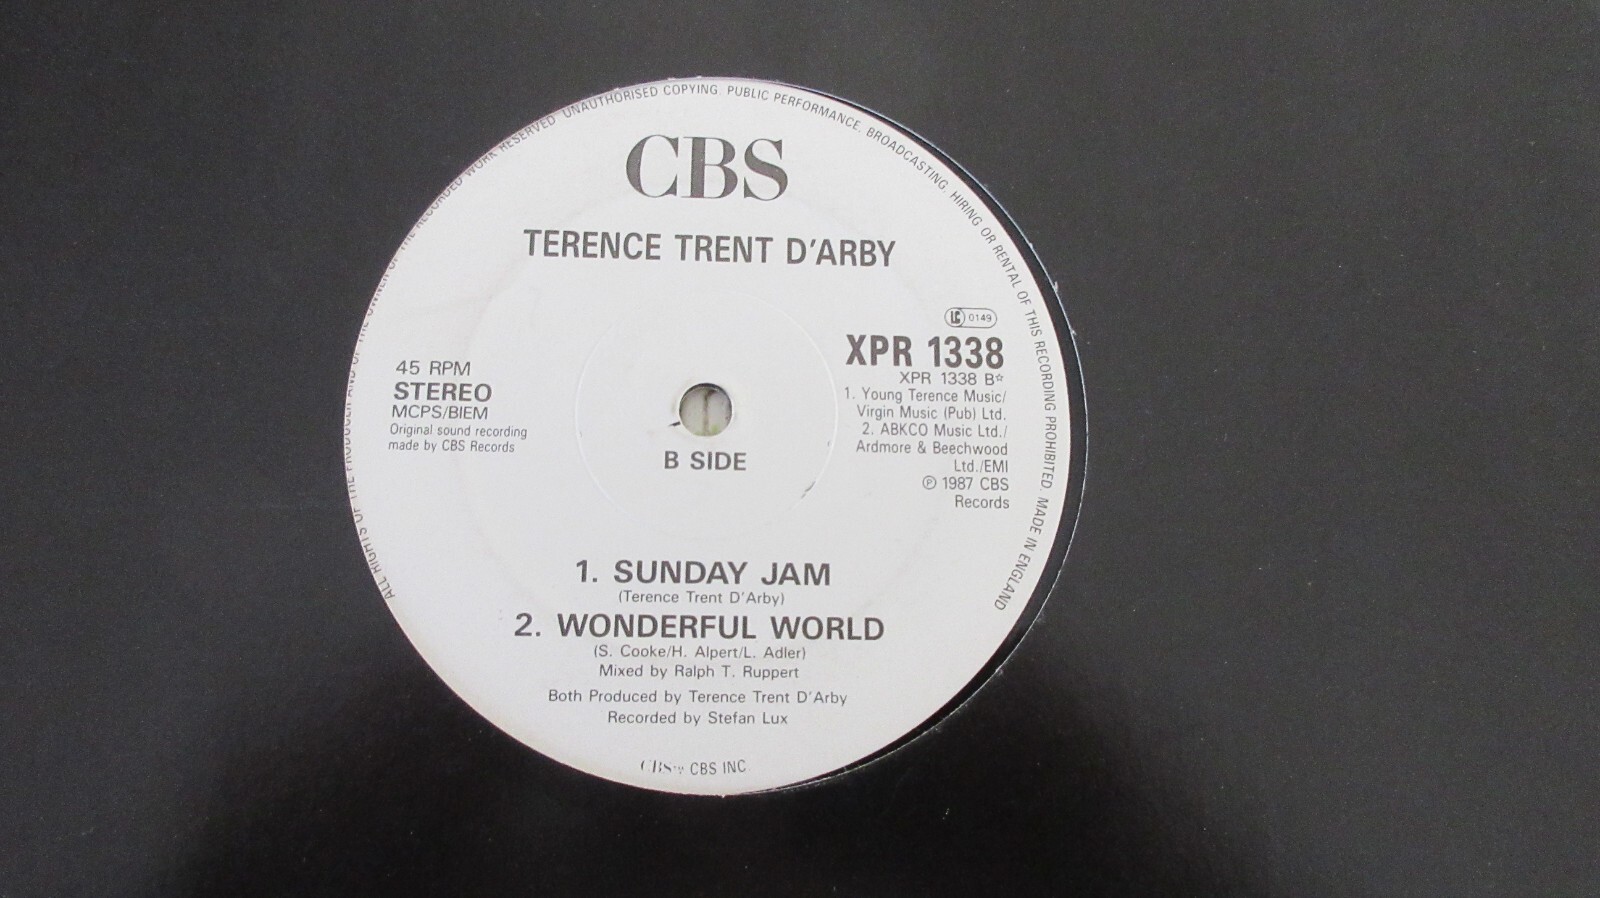 ALL RIGHTS OF THE PRODUCER AND OF THE OWNER OF THE RECORDED WORK RESERVED. UNAUTHORISED COPYING. PUBLIC PERFORMANCE. BROADCASTING. HIRING OR RENTAL OF THIS RECORDING PROHIBITED. MADE IN ENGLAND
CBS
TERENCE TRENT D'ARBY
LC 0149
XPR 1338
XPR 1338 B☆
1. Young Terence Music/
Virgin Music (Pub) Ltd.
2. ABKCO Music Ltd./
Ardmore & Beechwood
Ltd./EMI
℗ 1987 CBS
Records
45 RPM
STEREO
MCPS/BIEM
Original sound recording
made by CBS Records
B SIDE
1. SUNDAY JAM
(Terence Trent D'Arby)
2. WONDERFUL WORLD
(S. Cooke/H. Alpert/L. Adler)
Mixed by Ralph T. Ruppert
Both Produced by Terence Trent D'Arby
Recorded by Stefan Lux
CBS CBS INC.